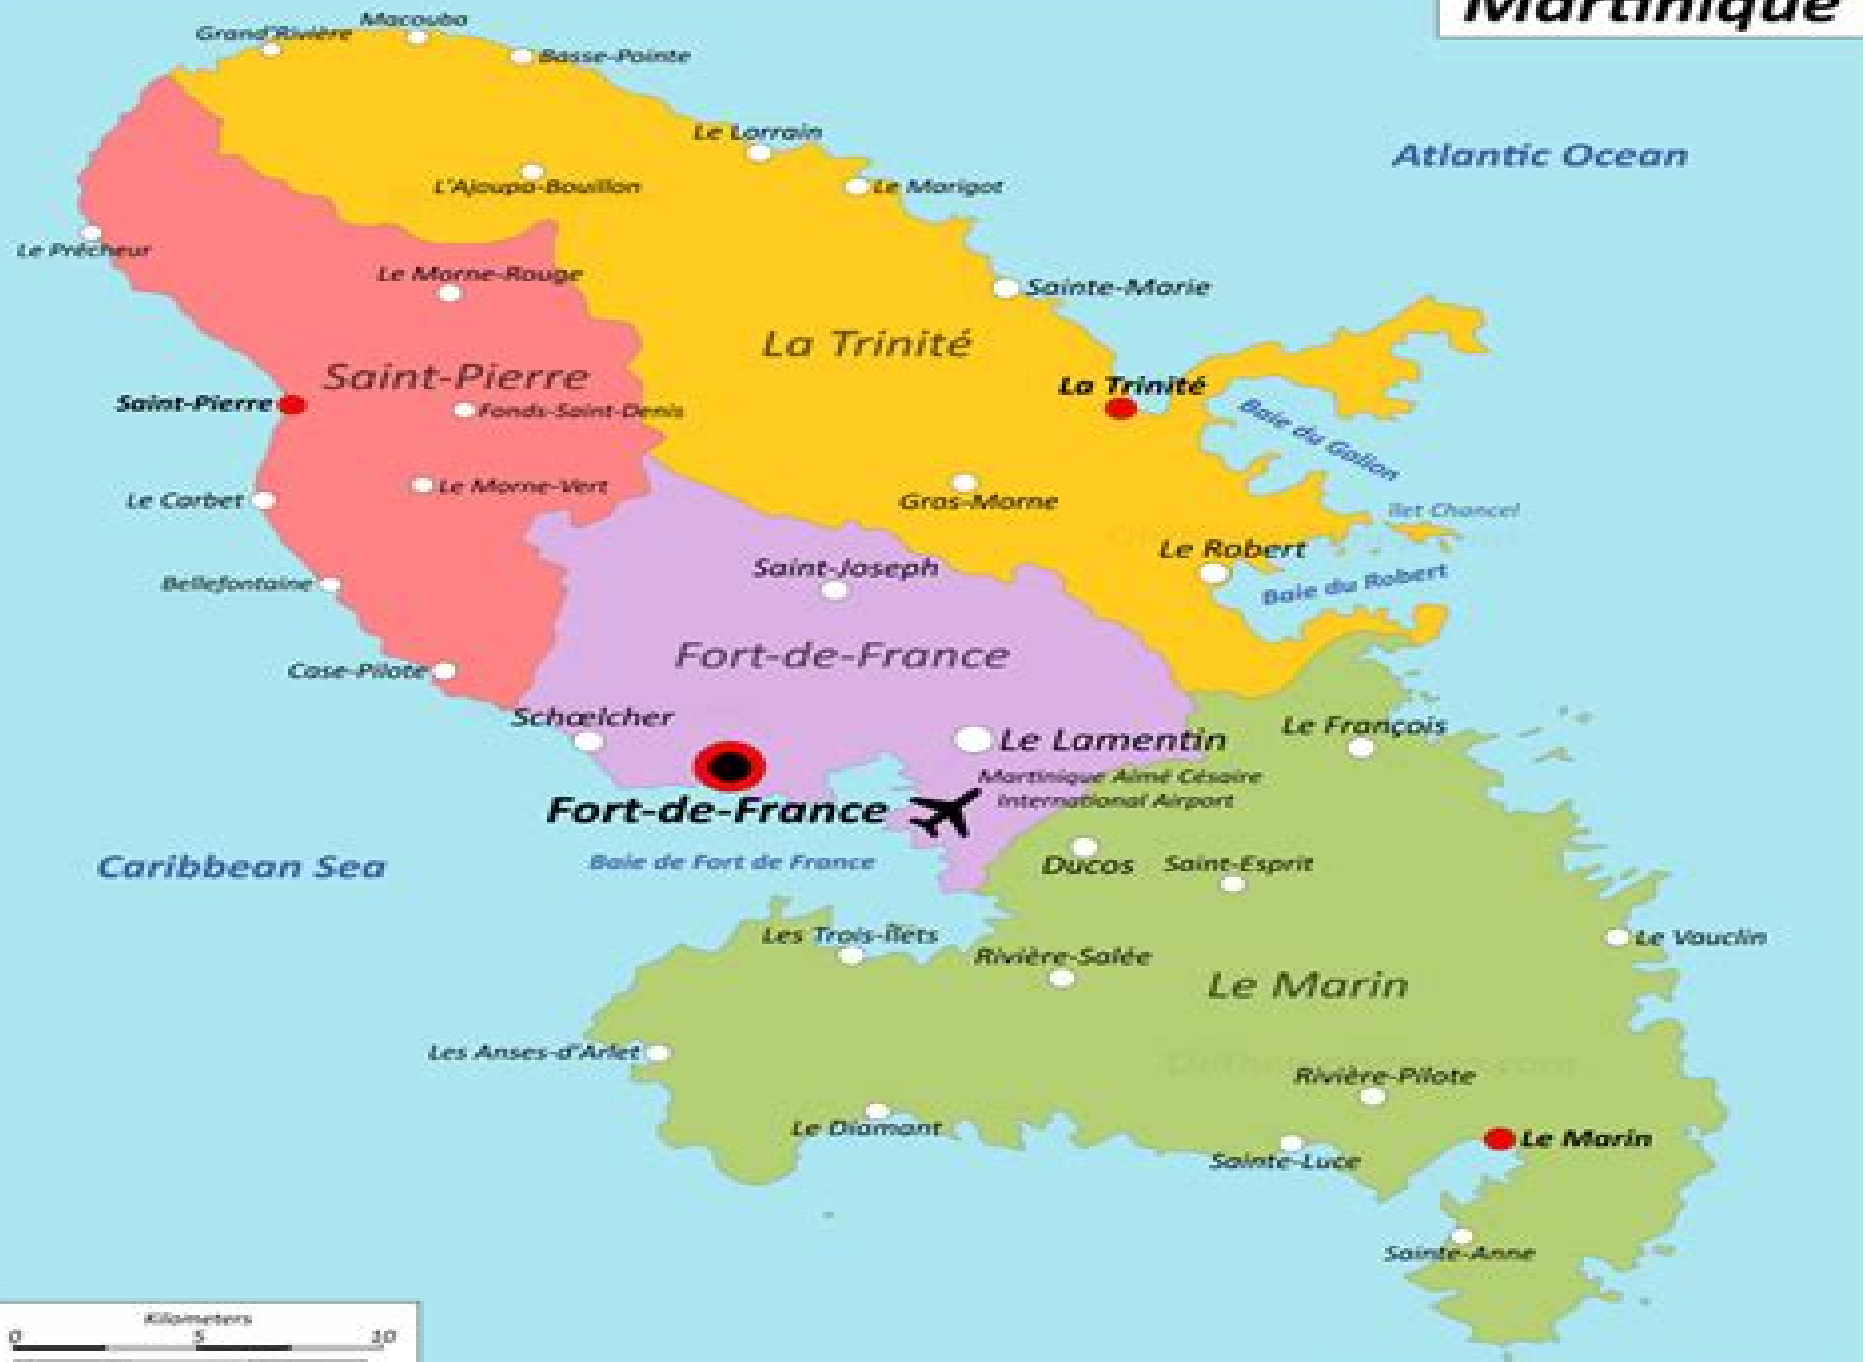 Martinique
Macouba
Grand'Rivière
Basse-Pointe
Le Lorrain
Atlantic Ocean
L'Ajoupa-Bouillon
Le Marigot
Le Prêcheur
Le Morne-Rouge
Sainte-Marie
La Trinité
Saint-Pierre
La Trinité
Saint-Pierre
Fonds-Saint-Denis
Baie du Galion
Le Morne-Vert
Le Carbet
Gros-Morne
îlet Chancel
Le Robert
Saint-Joseph
Bellefontaine
Baie du Robert
Fort-de-France
Case-Pilote
Schœlcher
Le François
Le Lamentin
Martinique Aimé Césaire
International Airport
Fort-de-France
Caribbean Sea
Baie de Fort de France
Ducos
Saint-Esprit
Les Trois-Îlets
Le Vauclin
Rivière-Salée
Le Marin
Les Anses-d'Arlet
Rivière-Pilote
Le Diamant
Le Marin
Sainte-Luce
Sainte-Anne
Kilometers
0 5 10